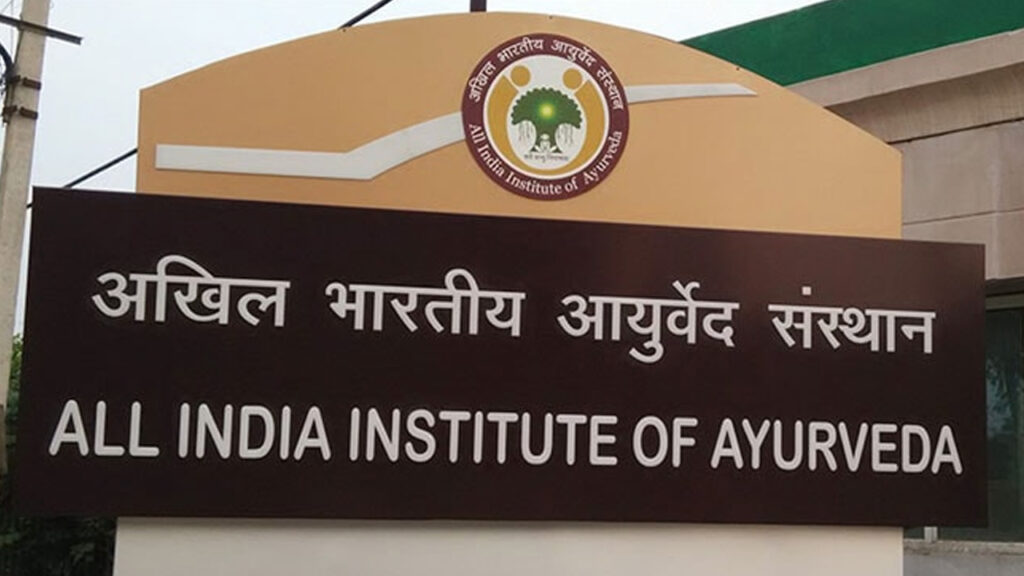 अखिल भारतीय आयुर्वेद संस्थान
All India Institute of Ayurveda
अखिल भारतीय आयुर्वेद संस्थान
ALL INDIA INSTITUTE OF AYURVEDA